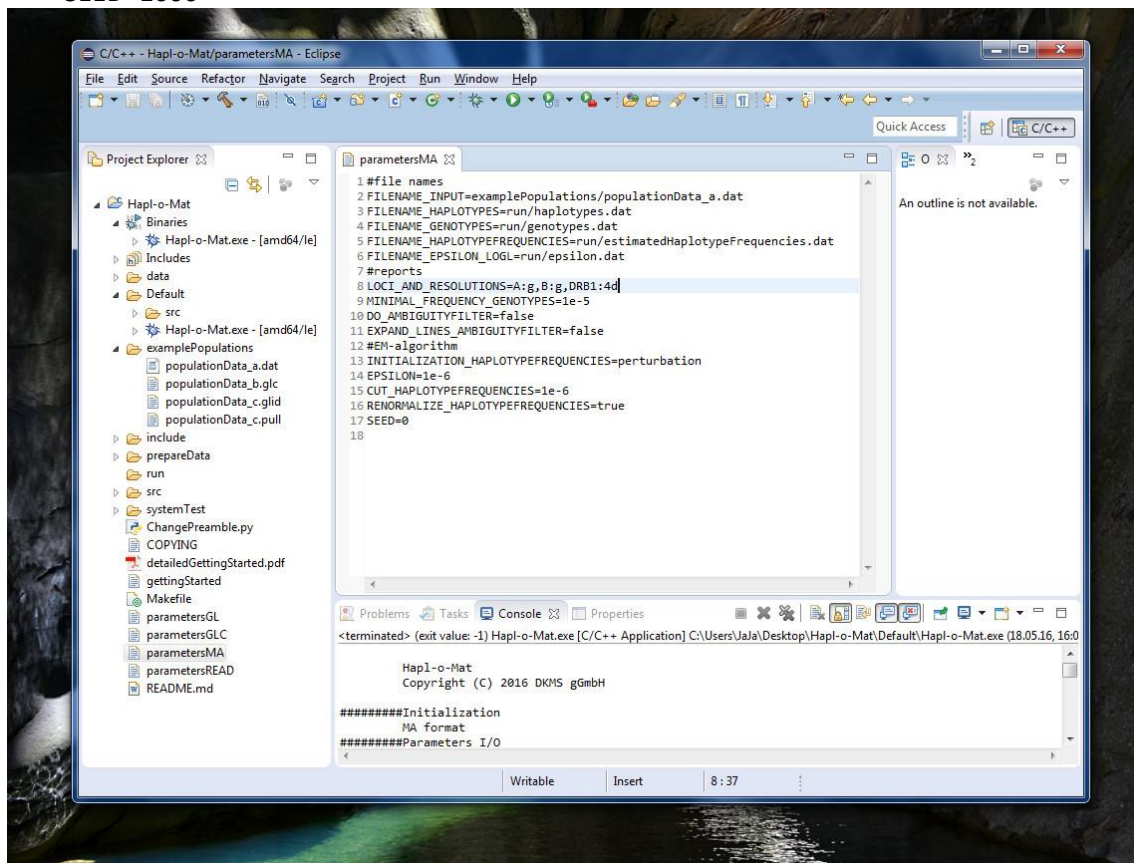 C/C++ - Hapl-o-Mat/parametersMA - Eclipse
File Edit Source Refactor Navigate Search Project Run Window Help
Quick Access
C/C++
Project Explorer
Hapl-o-Mat
Binaries
Hapl-o-Mat.exe - [amd64/le]
Includes
data
Default
src
Hapl-o-Mat.exe - [amd64/le]
examplePopulations
populationData_a.dat
populationData_b.glc
populationData_c.glid
populationData_c.pull
include
prepareData
run
src
systemTest
ChangePreamble.py
COPYING
detailedGettingStarted.pdf
gettingStarted
Makefile
parametersGL
parametersGLC
parametersMA
parametersREAD
README.md
parametersMA
1 #file names
2 FILENAME_INPUT=examplePopulations/populationData_a.dat
3 FILENAME_HAPLOTYPES=run/haplotypes.dat
4 FILENAME_GENOTYPES=run/genotypes.dat
5 FILENAME_HAPLOTYPEFREQUENCIES=run/estimatedHaplotypeFrequencies.dat
6 FILENAME_EPSILON_LOGL=run/epsilon.dat
7 #reports
8 LOCI_AND_RESOLUTIONS=A:g,B:g,DRB1:4d
9 MINIMAL_FREQUENCY_GENOTYPES=1e-5
10 DO_AMBIGUITYFILTER=false
11 EXPAND_LINES_AMBIGUITYFILTER=false
12 #EM-algorithm
13 INITIALIZATION_HAPLOTYPEFREQUENCIES=perturbation
14 EPSILON=1e-6
15 CUT_HAPLOTYPEFREQUENCIES=1e-6
16 RENORMALIZE_HAPLOTYPEFREQUENCIES=true
17 SEED=0
18
O
»2
An outline is not available.
Problems Tasks Console Properties
<terminated> (exit value: -1) Hapl-o-Mat.exe [C/C++ Application] C:\Users\JaJa\Desktop\Hapl-o-Mat\Default\Hapl-o-Mat.exe (18.05.16, 16:0
Hapl-o-Mat
Copyright (C) 2016 DKMS gGmbH
#########Initialization
MA format
#########Parameters I/O
Writable Insert 8 : 37